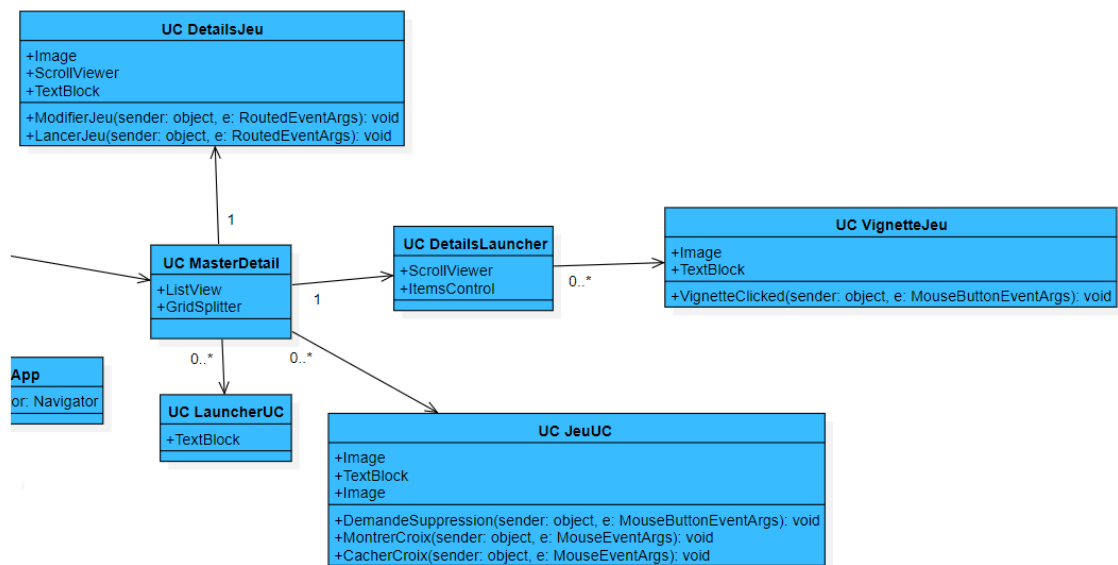 UC DetailsJeu
+Image
+ScrollViewer
+TextBlock
+ModifierJeu(sender: object, e: RoutedEventArgs): void
+LancerJeu(sender: object, e: RoutedEventArgs): void
1
UC MasterDetail
+ListView
+GridSplitter
1
UC DetailsLauncher
+ScrollViewer
+ItemsControl
0..*
UC VignetteJeu
+Image
+TextBlock
+VignetteClicked(sender: object, e: MouseButtonEventArgs): void
0..*
0..*
App
or: Navigator
UC LauncherUC
+TextBlock
UC JeuUC
+Image
+TextBlock
+Image
+DemandeSuppression(sender: object, e: MouseButtonEventArgs): void
+MontrerCroix(sender: object, e: MouseEventArgs): void
+CacherCroix(sender: object, e: MouseEventArgs): void